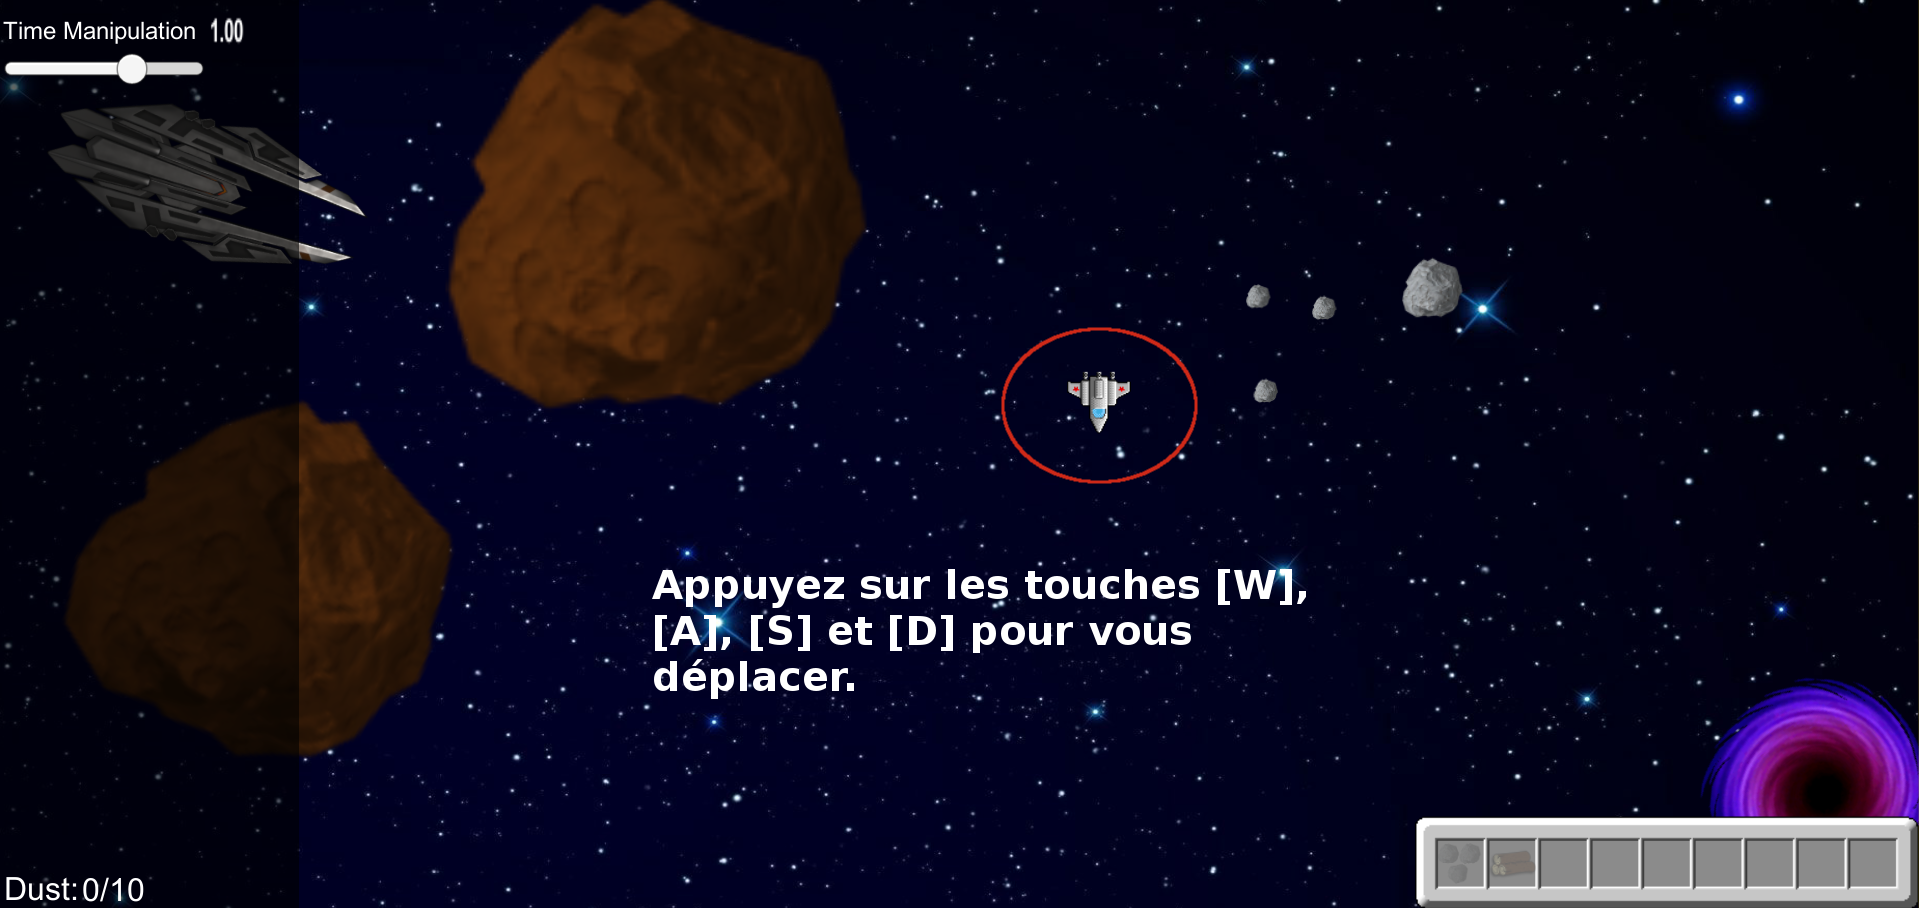 Time Manipulation 1.00
Appuyez sur les touches [W],
[A], [S] et [D] pour vous
déplacer.
Dust:0/10